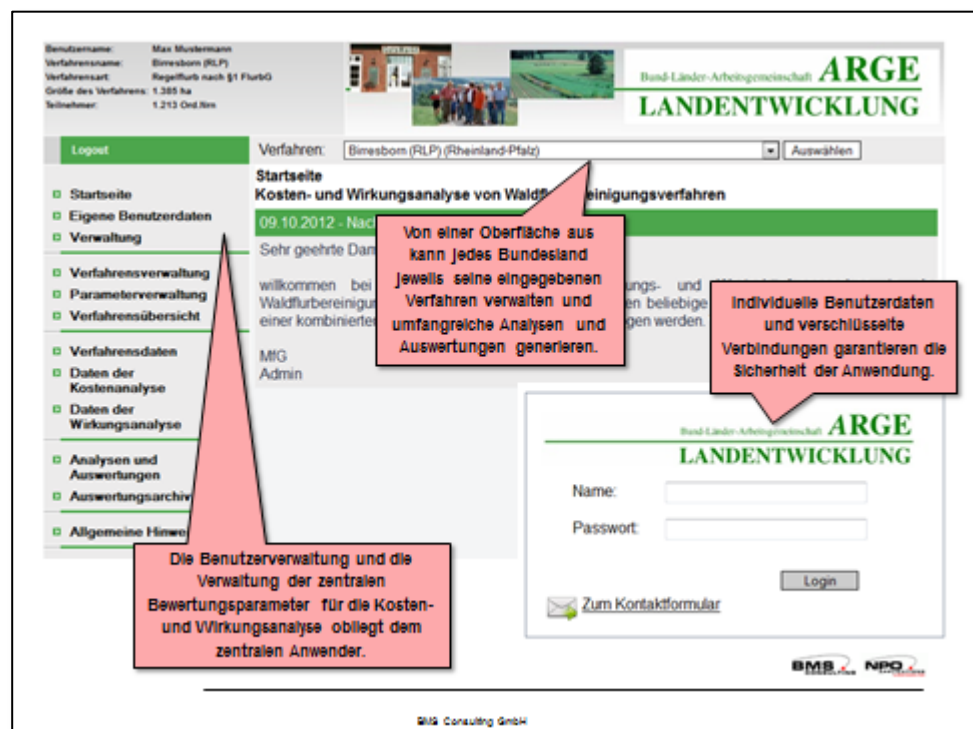 Benutzername: Max Mustermann
Verfahrensname: Birresborn (RLP)
Verfahrensart: Regelflurb nach §1 FlurbG
Größe des Verfahrens: 1.385 ha
Teilnehmer: 1.213 Ord.Nrn
Bund-Länder-Arbeitsgemeinschaft ARGE
LANDENTWICKLUNG
Logout
Verfahren: Birresborn (RLP) (Rheinland-Pfalz) Auswählen
Startseite
Eigene Benutzerdaten
Verwaltung
Verfahrensverwaltung
Parameterverwaltung
Verfahrensübersicht
Verfahrensdaten
Daten der
Kostenanalyse
Daten der
Wirkungsanalyse
Analysen und
Auswertungen
Auswertungsarchiv
Allgemeine
Startseite
Kosten- und Wirkungsanalyse von einigungsverfahren
09.10.2012 -
Sehr geehrte
willkommen bei ungs- und
einer kombinierten gen werden.
MfG
Admin
Von einer Oberfläche aus
kann jedes Bundesland
jeweils seine eingegebenen
Verfahren verwalten und
umfangreiche Analysen und
Auswertungen generieren.
Individuelle Benutzerdaten
und verschlüsselte
Verbindungen garantieren die
Sicherheit der Anwendung.
Bund-Länder-Arbeitsgemeinschaft ARGE
LANDENTWICKLUNG
Name:
Passwort:
Login
Zum Kontaktformular
Die Benutzerverwaltung und die
Verwaltung der zentralen
Bewertungsparameter für die Kosten-
und Wirkungsanalyse obliegt dem
zentralen Anwender.
BMS CONSULTING NPO
BMS Consulting GmbH